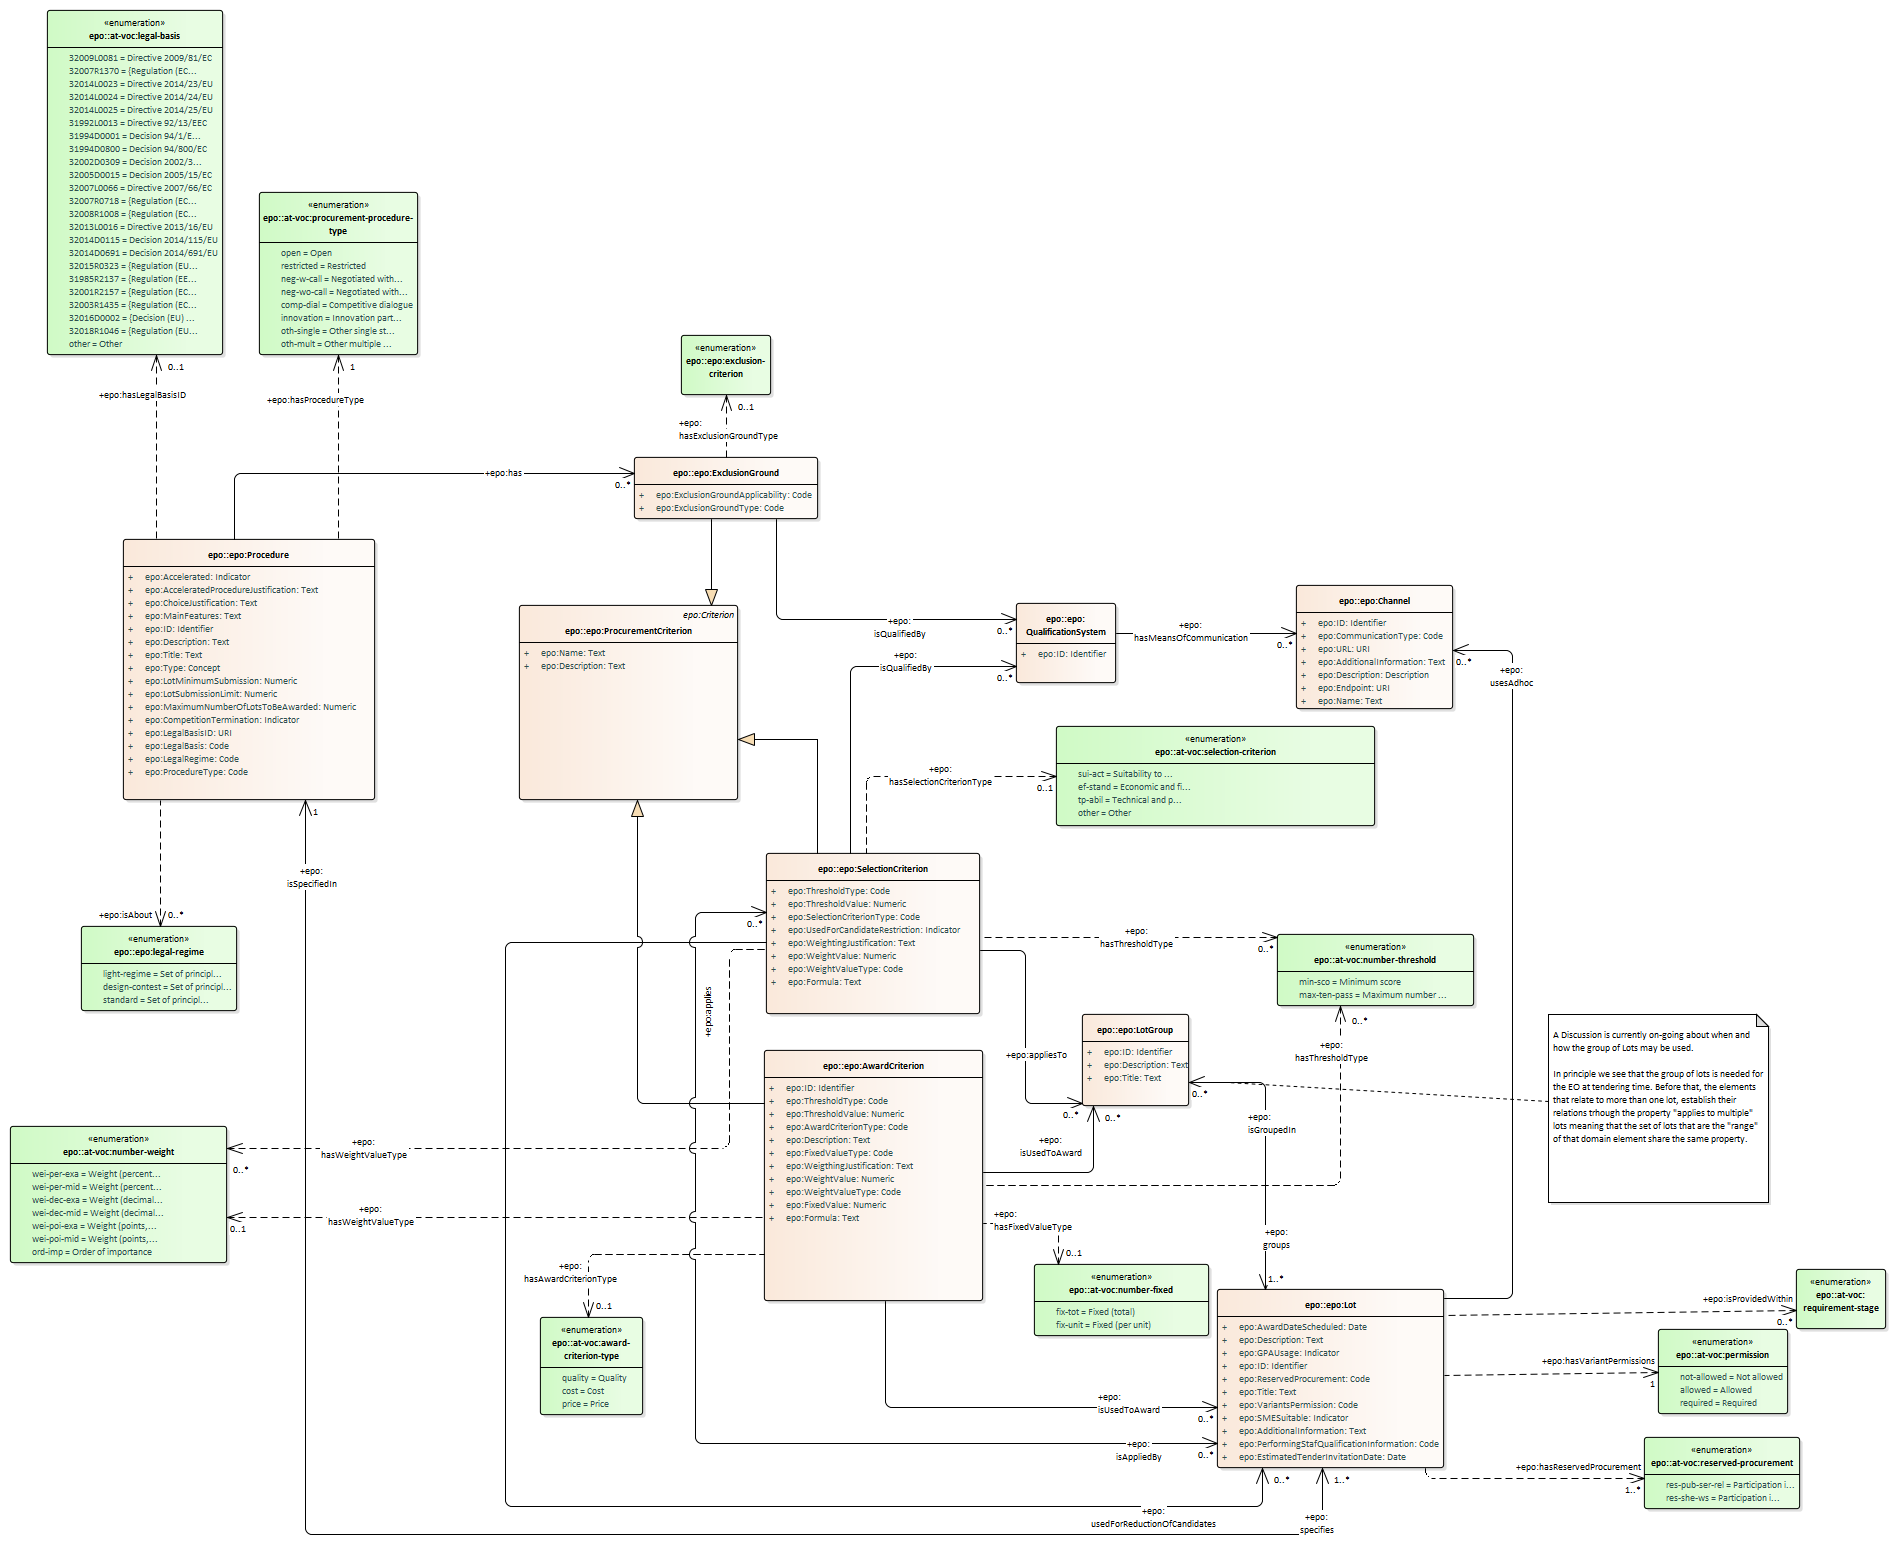 «enumeration»
epo::at-voc:legal-basis
32009L0081 = Directive 2009/81/EC
32007R1370 = {Regulation (EC...
32014L0023 = Directive 2014/23/EU
32014L0024 = Directive 2014/24/EU
32014L0025 = Directive 2014/25/EU
31992L0013 = Directive 92/13/EEC
31994D0001 = Decision 94/1/E...
31994D0800 = Decision 94/800/EC
32002D0309 = Decision 2002/3...
32005D0015 = Decision 2005/15/EC
32007L0066 = Directive 2007/66/EC
32007R0718 = {Regulation (EC...
32008R1008 = {Regulation (EC...
32013L0016 = Directive 2013/16/EU
32014D0115 = Decision 2014/115/EU
32014D0691 = Decision 2014/691/EU
32015R0323 = {Regulation (EU...
31985R2137 = {Regulation (EE...
32001R2157 = {Regulation (EC...
32003R1435 = {Regulation (EC...
32016D0002 = {Decision (EU) ...
32018R1046 = {Regulation (EU...
other = Other
«enumeration»
epo::at-voc:procurement-procedure-
type
open = Open
restricted = Restricted
neg-w-call = Negotiated with...
neg-wo-call = Negotiated with...
comp-dial = Competitive dialogue
innovation = Innovation part...
oth-single = Other single st...
oth-mult = Other multiple ...
0..1
+epo:hasLegalBasisID
1
+epo:hasProcedureType
«enumeration»
epo::epo:exclusion-
criterion
0..1
+epo:
hasExclusionGroundType
+epo:has
0..*
epo::epo:ExclusionGround
+ epo:ExclusionGroundApplicability: Code
+ epo:ExclusionGroundType: Code
epo::epo:Procedure
+ epo:Accelerated: Indicator
+ epo:AcceleratedProcedureJustification: Text
+ epo:ChoiceJustification: Text
+ epo:MainFeatures: Text
+ epo:ID: Identifier
+ epo:Description: Text
+ epo:Title: Text
+ epo:Type: Concept
+ epo:LotMinimumSubmission: Numeric
+ epo:LotSubmissionLimit: Numeric
+ epo:MaximumNumberOfLotsToBeAwarded: Numeric
+ epo:CompetitionTermination: Indicator
+ epo:LegalBasisID: URI
+ epo:LegalBasis: Code
+ epo:LegalRegime: Code
+ epo:ProcedureType: Code
epo:Criterion
epo::epo:ProcurementCriterion
+ epo:Name: Text
+ epo:Description: Text
+epo:
isQualifiedBy
0..*
+epo:
isQualifiedBy
0..*
epo::epo:
QualificationSystem
+ epo:ID: Identifier
+epo:
hasMeansOfCommunication
0..*
epo::epo:Channel
+ epo:ID: Identifier
+ epo:CommunicationType: Code
+ epo:URL: URI
+ epo:AdditionalInformation: Text
+ epo:Description: Description
+ epo:Endpoint: URI
+ epo:Name: Text
0..*
+epo:
usesAdhoc
«enumeration»
epo::at-voc:selection-criterion
sui-act = Suitability to ...
ef-stand = Economic and fi...
tp-abil = Technical and p...
other = Other
+epo:
hasSelectionCriterionType
0..1
1
+epo:
isSpecifiedIn
+epo:isAbout
0..*
«enumeration»
epo::epo:legal-regime
light-regime = Set of principl...
design-contest = Set of principl...
standard = Set of principl...
epo::epo:SelectionCriterion
+ epo:ThresholdType: Code
+ epo:ThresholdValue: Numeric
+ epo:SelectionCriterionType: Code
+ epo:UsedForCandidateRestriction: Indicator
+ epo:WeightingJustification: Text
+ epo:WeightValue: Numeric
+ epo:WeightValueType: Code
+ epo:Formula: Text
0..*
+epo:applies
+epo:
hasThresholdType
0..*
«enumeration»
epo::at-voc:number-threshold
min-sco = Minimum score
max-ten-pass = Maximum number ...
0..*
+epo:
hasThresholdType
epo::epo:LotGroup
+ epo:ID: Identifier
+ epo:Description: Text
+ epo:Title: Text
+epo:appliesTo
0..*
0..*
+epo:
isUsedToAward
0..*
+epo:
isGroupedIn
+epo:
groups
1..*
A Discussion is currently on-going about when and
how the group of Lots may be used.
In principle we see that the group of lots is needed for
the EO at tendering time. Before that, the elements
that relate to more than one lot, establish their
relations trhough the property "applies to multiple"
lots meaning that the set of lots that are the "range"
of that domain element share the same property.
epo::epo:AwardCriterion
+ epo:ID: Identifier
+ epo:ThresholdType: Code
+ epo:ThresholdValue: Numeric
+ epo:AwardCriterionType: Code
+ epo:Description: Text
+ epo:FixedValueType: Code
+ epo:WeigthingJustification: Text
+ epo:WeightValue: Numeric
+ epo:WeightValueType: Code
+ epo:FixedValue: Numeric
+ epo:Formula: Text
«enumeration»
epo::at-voc:number-weight
wei-per-exa = Weight (percent...
wei-per-mid = Weight (percent...
wei-dec-exa = Weight (decimal...
wei-dec-mid = Weight (decimal...
wei-poi-exa = Weight (points,...
wei-poi-mid = Weight (points,...
ord-imp = Order of importance
+epo:
hasWeightValueType
0..*
+epo:
hasWeightValueType
0..1
+epo:
hasAwardCriterionType
0..1
«enumeration»
epo::at-voc:award-
criterion-type
quality = Quality
cost = Cost
price = Price
+epo:
hasFixedValueType
0..1
«enumeration»
epo::at-voc:number-fixed
fix-tot = Fixed (total)
fix-unit = Fixed (per unit)
epo::epo:Lot
+ epo:AwardDateScheduled: Date
+ epo:Description: Text
+ epo:GPAUsage: Indicator
+ epo:ID: Identifier
+ epo:ReservedProcurement: Code
+ epo:Title: Text
+ epo:VariantsPermission: Code
+ epo:SMESuitable: Indicator
+ epo:AdditionalInformation: Text
+ epo:PerformingStafQualificationInformation: Code
+ epo:EstimatedTenderInvitationDate: Date
+epo:
isUsedToAward
0..*
+epo:
isAppliedBy
0..*
0..*
+epo:
usedForReductionOfCandidates
1..*
+epo:
specifies
+epo:isProvidedWithin
0..*
«enumeration»
epo::at-voc:
requirement-stage
+epo:hasVariantPermissions
1
«enumeration»
epo::at-voc:permission
not-allowed = Not allowed
allowed = Allowed
required = Required
+epo:hasReservedProcurement
1..*
«enumeration»
epo::at-voc:reserved-procurement
res-pub-ser-rel = Participation i...
res-she-ws = Participation i...